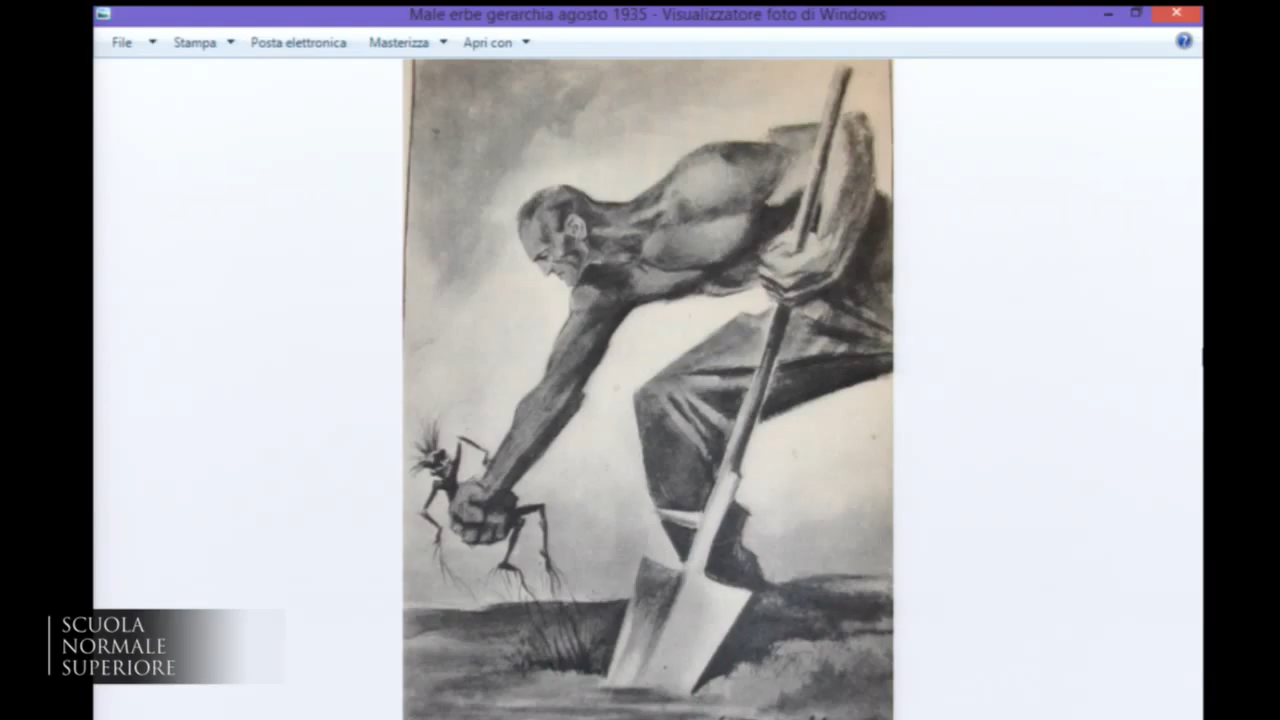 Male erbe gerarchia agosto 1935 - Visualizzatore foto di Windows
File Stampa Posta elettronica Masterizza Apri con
SCUOLA
NORMALE
SUPERIORE